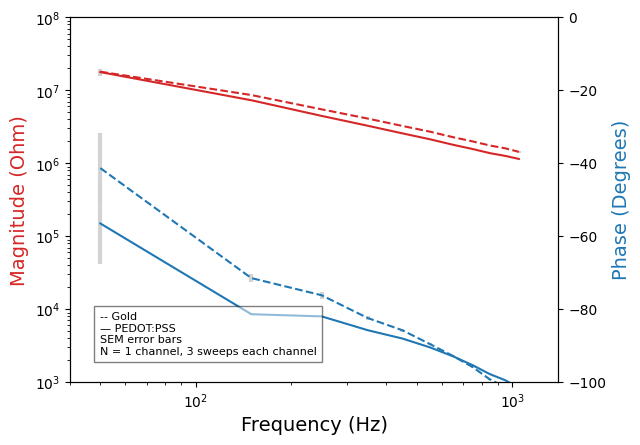 10^8
10^7
10^6
10^5
10^4
10^3
Magnitude (Ohm)
0
−20
−40
−60
−80
−100
Phase (Degrees)
-- Gold
— PEDOT:PSS
SEM error bars
N = 1 channel, 3 sweeps each channel
10^2
10^3
Frequency (Hz)